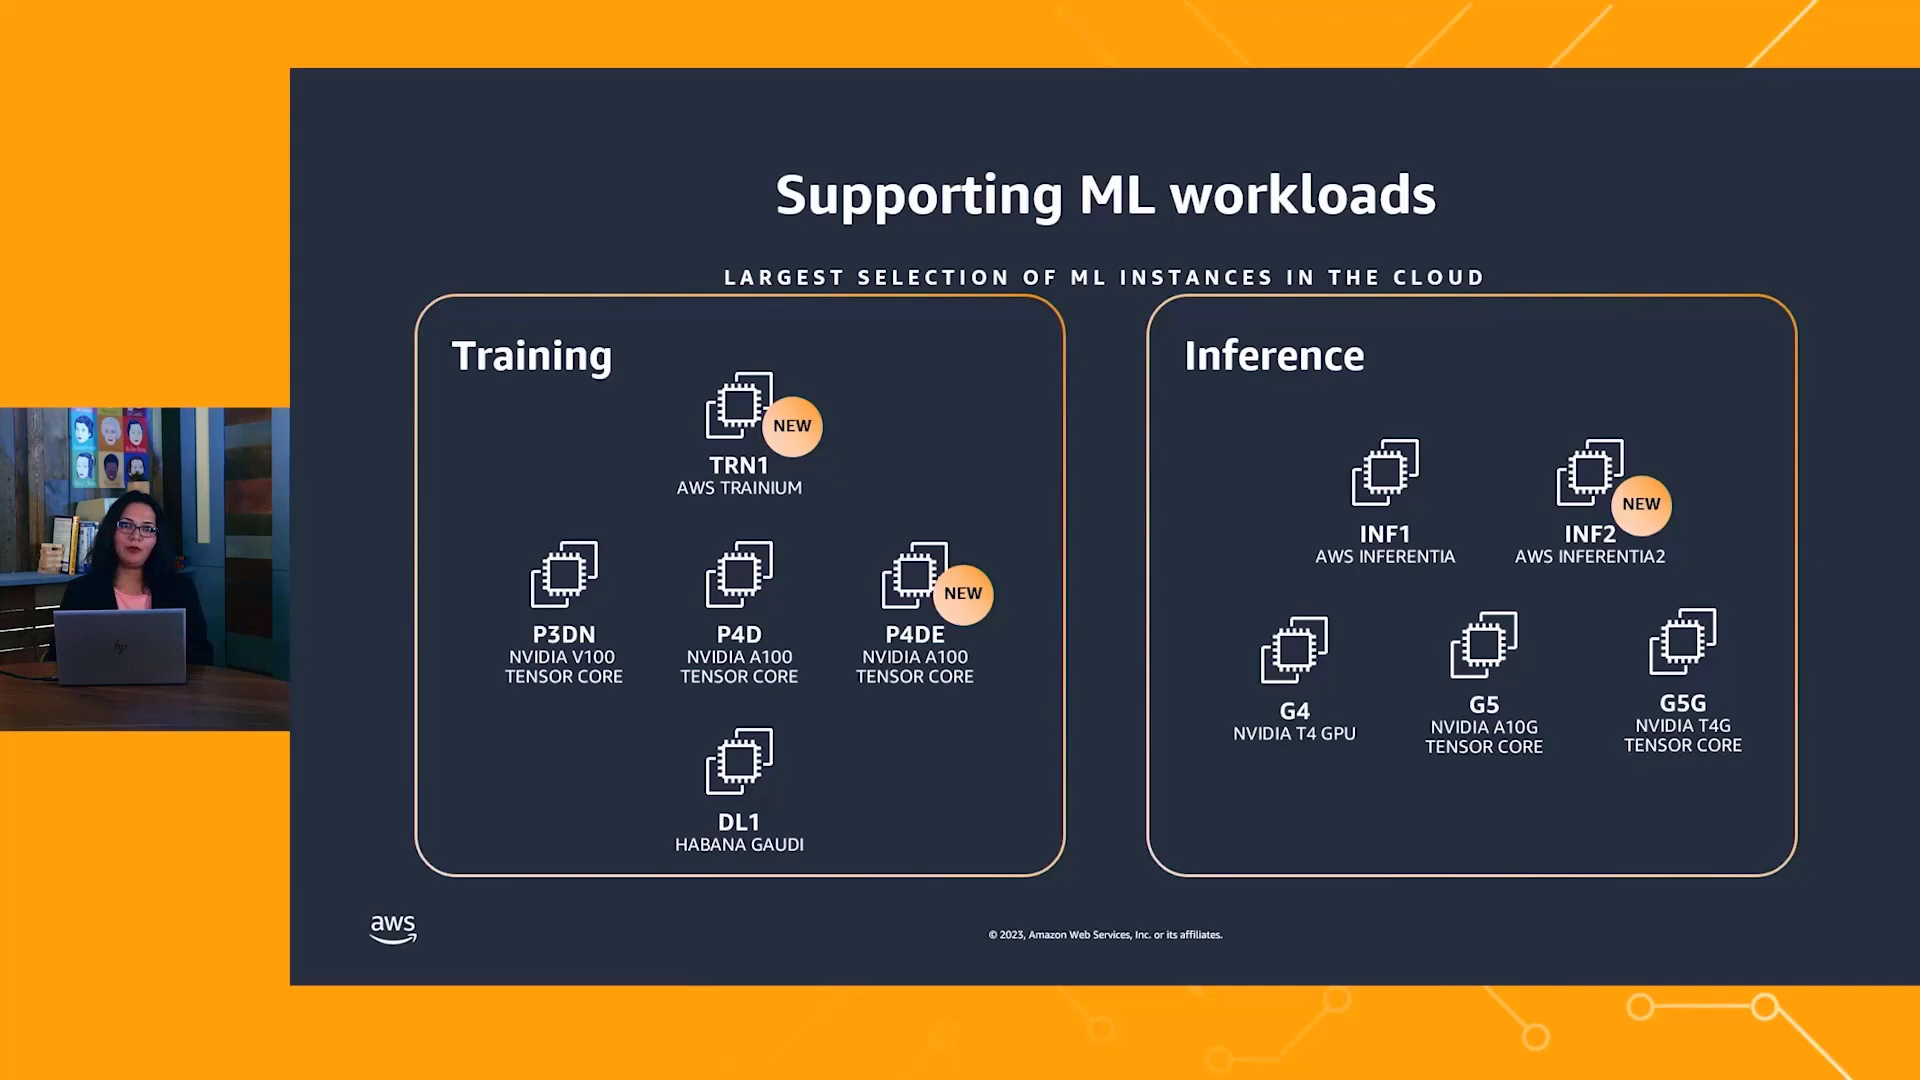 Supporting ML workloads
LARGEST SELECTION OF ML INSTANCES IN THE CLOUD
Training
NEW
TRN1
AWS TRAINIUM
P3DN
NVIDIA V100
TENSOR CORE
P4D
NVIDIA A100
TENSOR CORE
NEW
P4DE
NVIDIA A100
TENSOR CORE
DL1
HABANA GAUDI
Inference
INF1
AWS INFERENTIA
NEW
INF2
AWS INFERENTIA2
G4
NVIDIA T4 GPU
G5
NVIDIA A10G
TENSOR CORE
G5G
NVIDIA T4G
TENSOR CORE
aws
© 2023, Amazon Web Services, Inc. or its affiliates.
hp